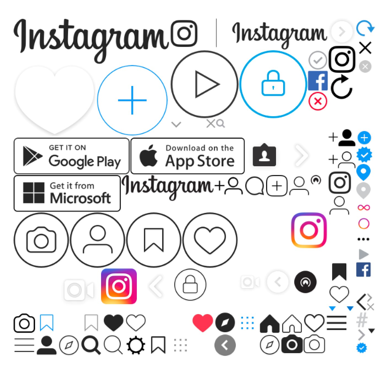 Instagram
Instagram
GET IT ON
Google Play
Download on the
App Store
Get it from
Microsoft
Instagram